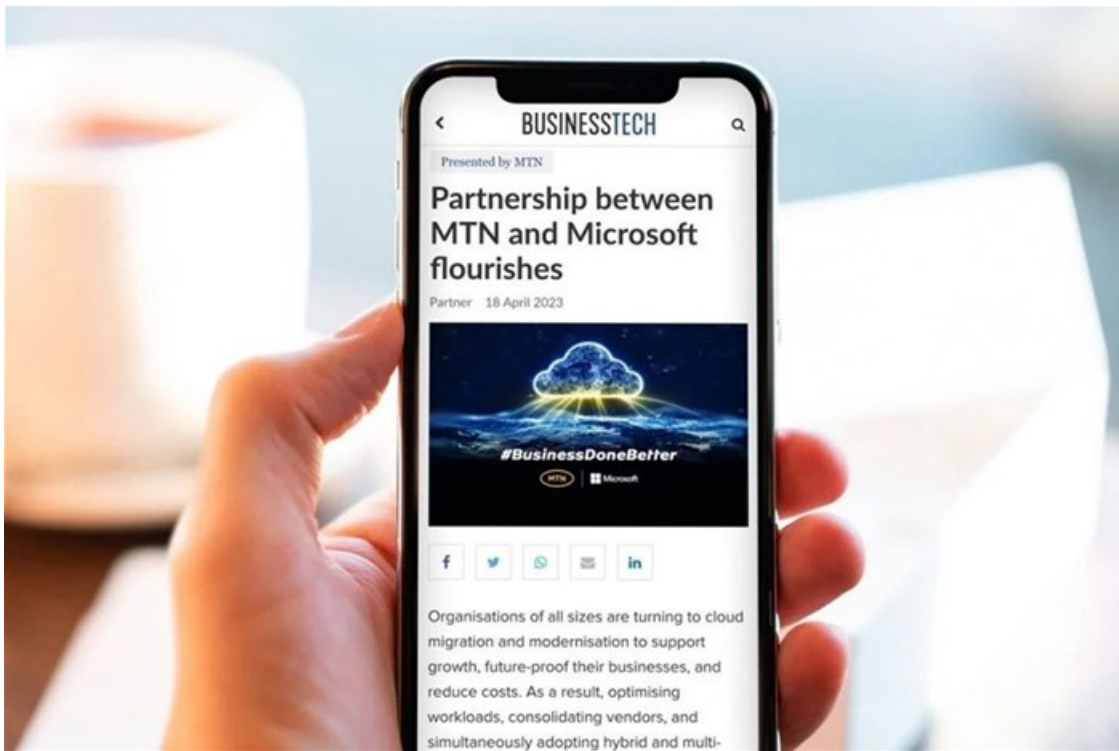 BUSINESSTECH
Presented by MTN
Partnership between
MTN and Microsoft
flourishes
Partner 18 April 2023
#BusinessDoneBetter
MTN Microsoft
f in
Organisations of all sizes are turning to cloud
migration and modernisation to support
growth, future-proof their businesses, and
reduce costs. As a result, optimising
workloads, consolidating vendors, and
simultaneously adopting hybrid and multi-